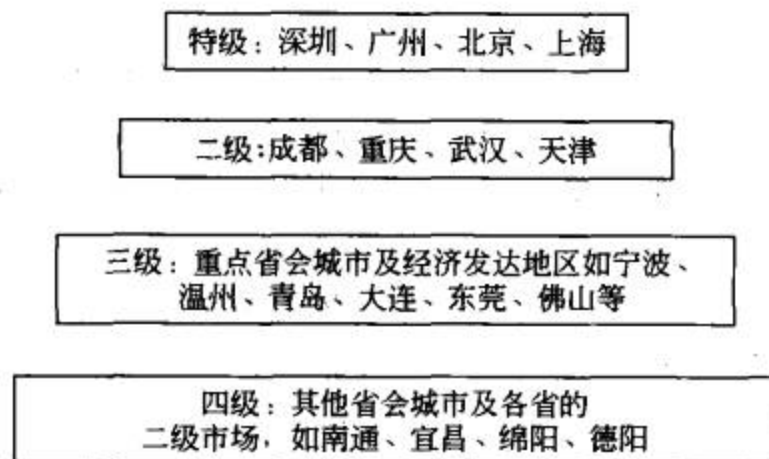 特级：深圳、广州、北京、上海
二级：成都、重庆、武汉、天津
三级：重点省会城市及经济发达地区如宁波、
温州、青岛、大连、东莞、佛山等
四级：其他省会城市及各省的
二级市场，如南通、宜昌、绵阳、德阳